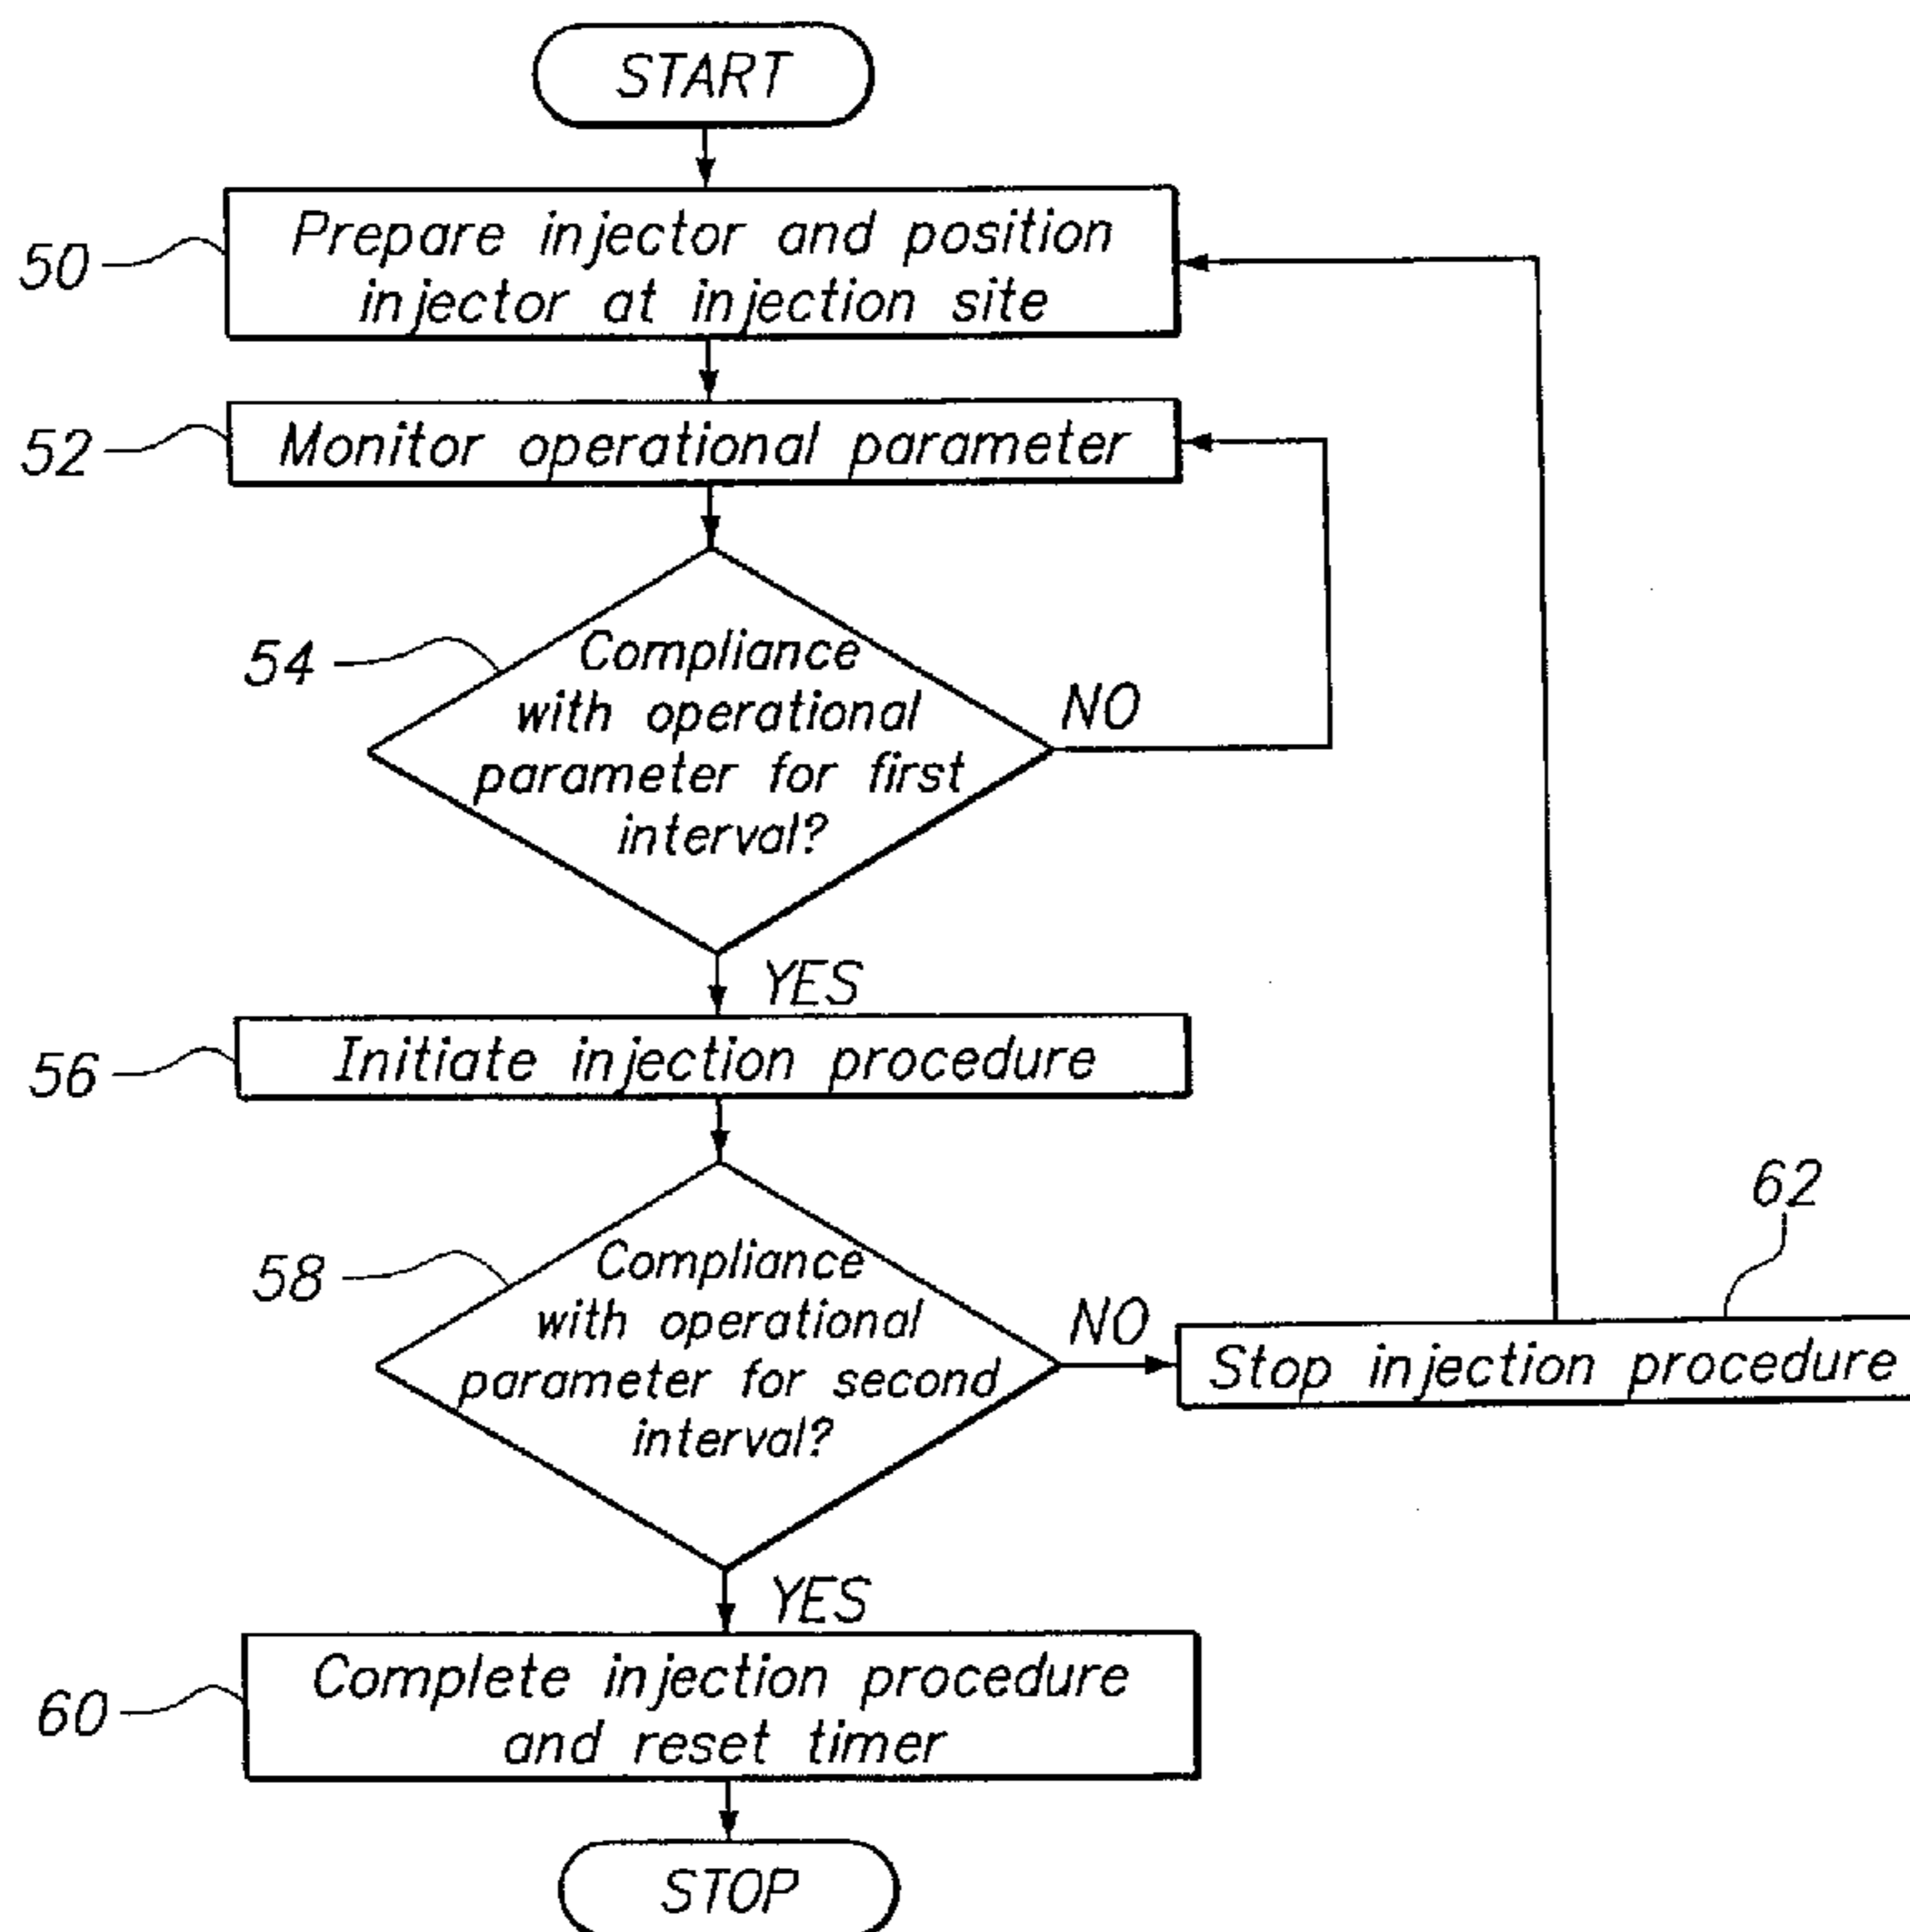 START
50
Prepare injector and position
injector at injection site
52
Monitor operational parameter
54
Compliance
with operational
parameter for first
interval?
NO
YES
56
Initiate injection procedure
58
Compliance
with operational
parameter for second
interval?
NO
62
Stop injection procedure
YES
60
Complete injection procedure
and reset timer
STOP